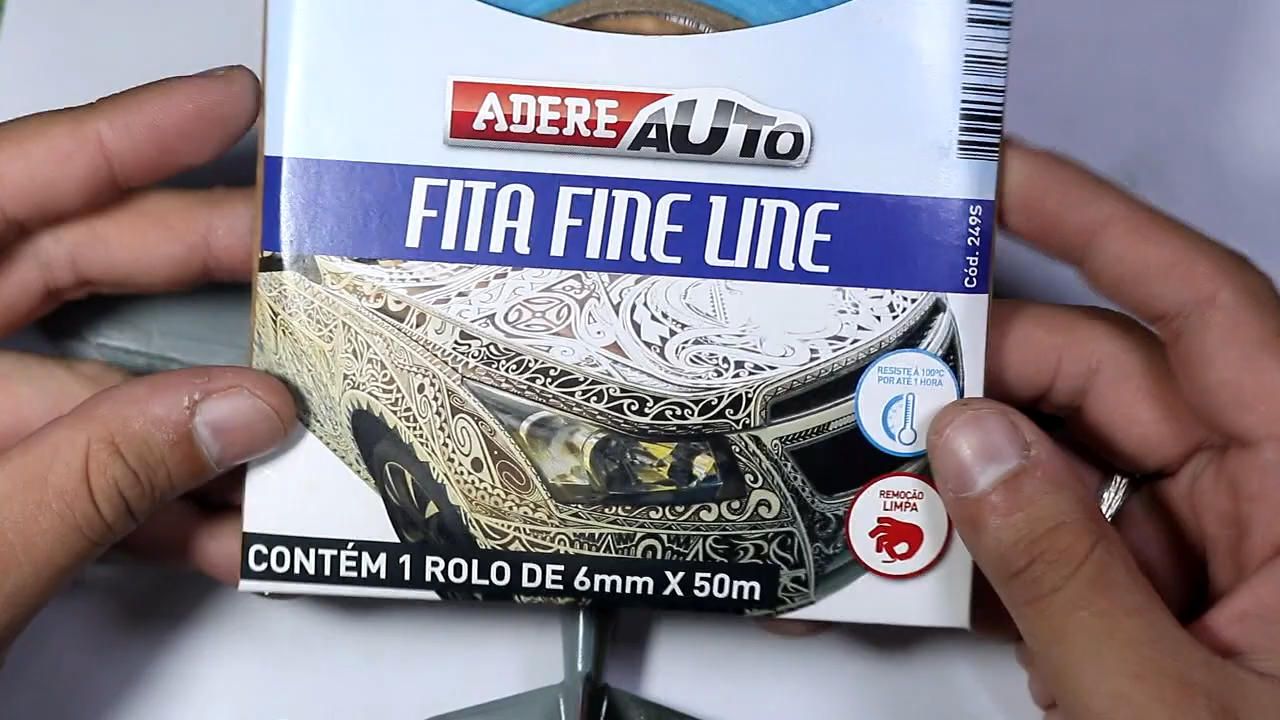 ADERE AUTO
FITA FINE LINE
Cód. 249S
RESISTE À 100ºC
POR ATÉ 1 HORA
REMOÇÃO
LIMPA
CONTÉM 1 ROLO DE 6mm X 50m